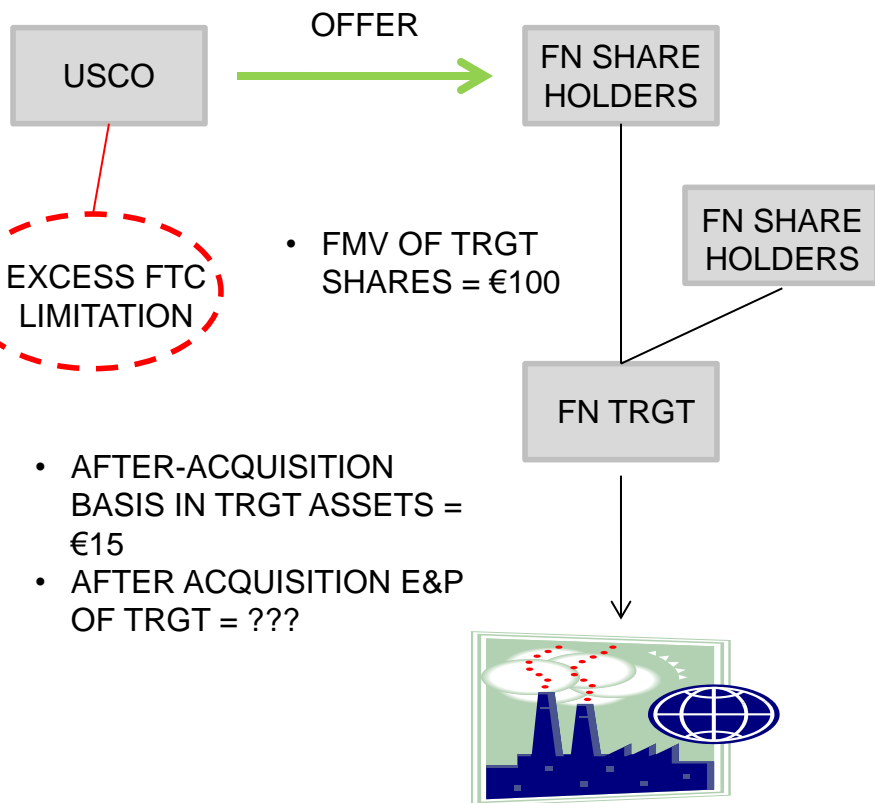 OFFER
USCO
FN SHARE
HOLDERS
FN SHARE
HOLDERS
• FMV OF TRGT
SHARES = €100
EXCESS FTC
LIMITATION
FN TRGT
• AFTER-ACQUISITION
BASIS IN TRGT ASSETS =
€15
• AFTER ACQUISITION E&P
OF TRGT = ???